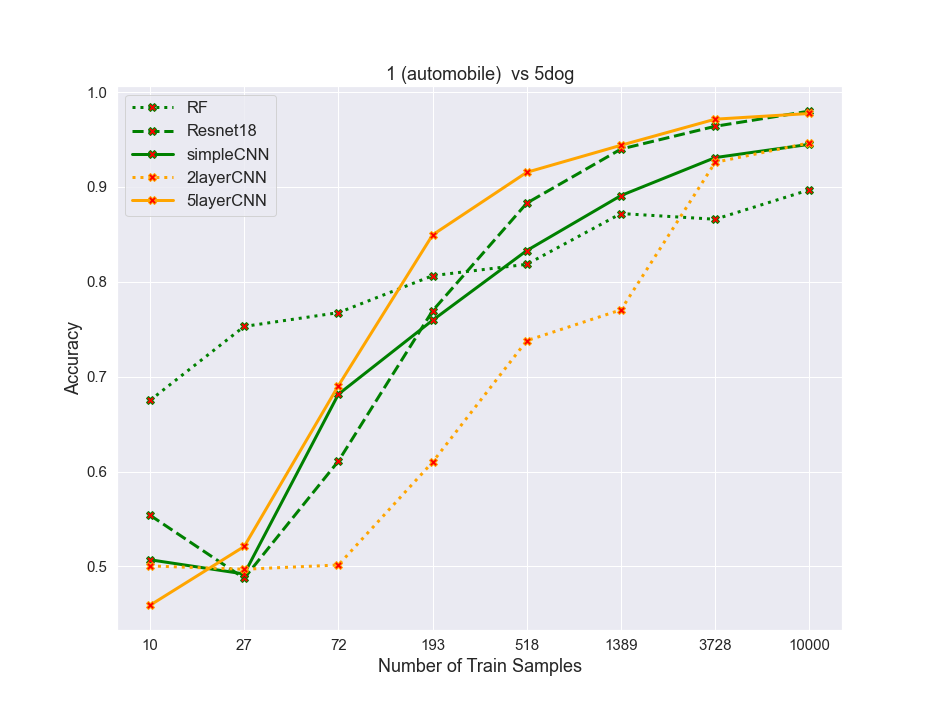 1 (automobile)  vs 5dog
1.0
0.9
0.8
0.7
0.6
0.5
Accuracy
RF
Resnet18
simpleCNN
2layerCNN
5layerCNN
10 27 72 193 518 1389 3728 10000
Number of Train Samples